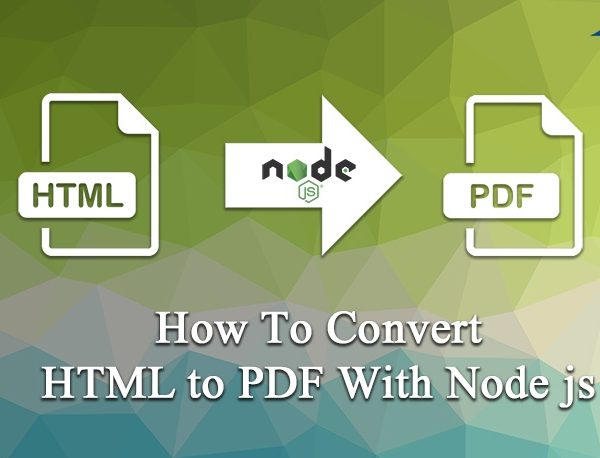 HTML
node
JS
PDF
How To Convert
HTML to PDF With Node js